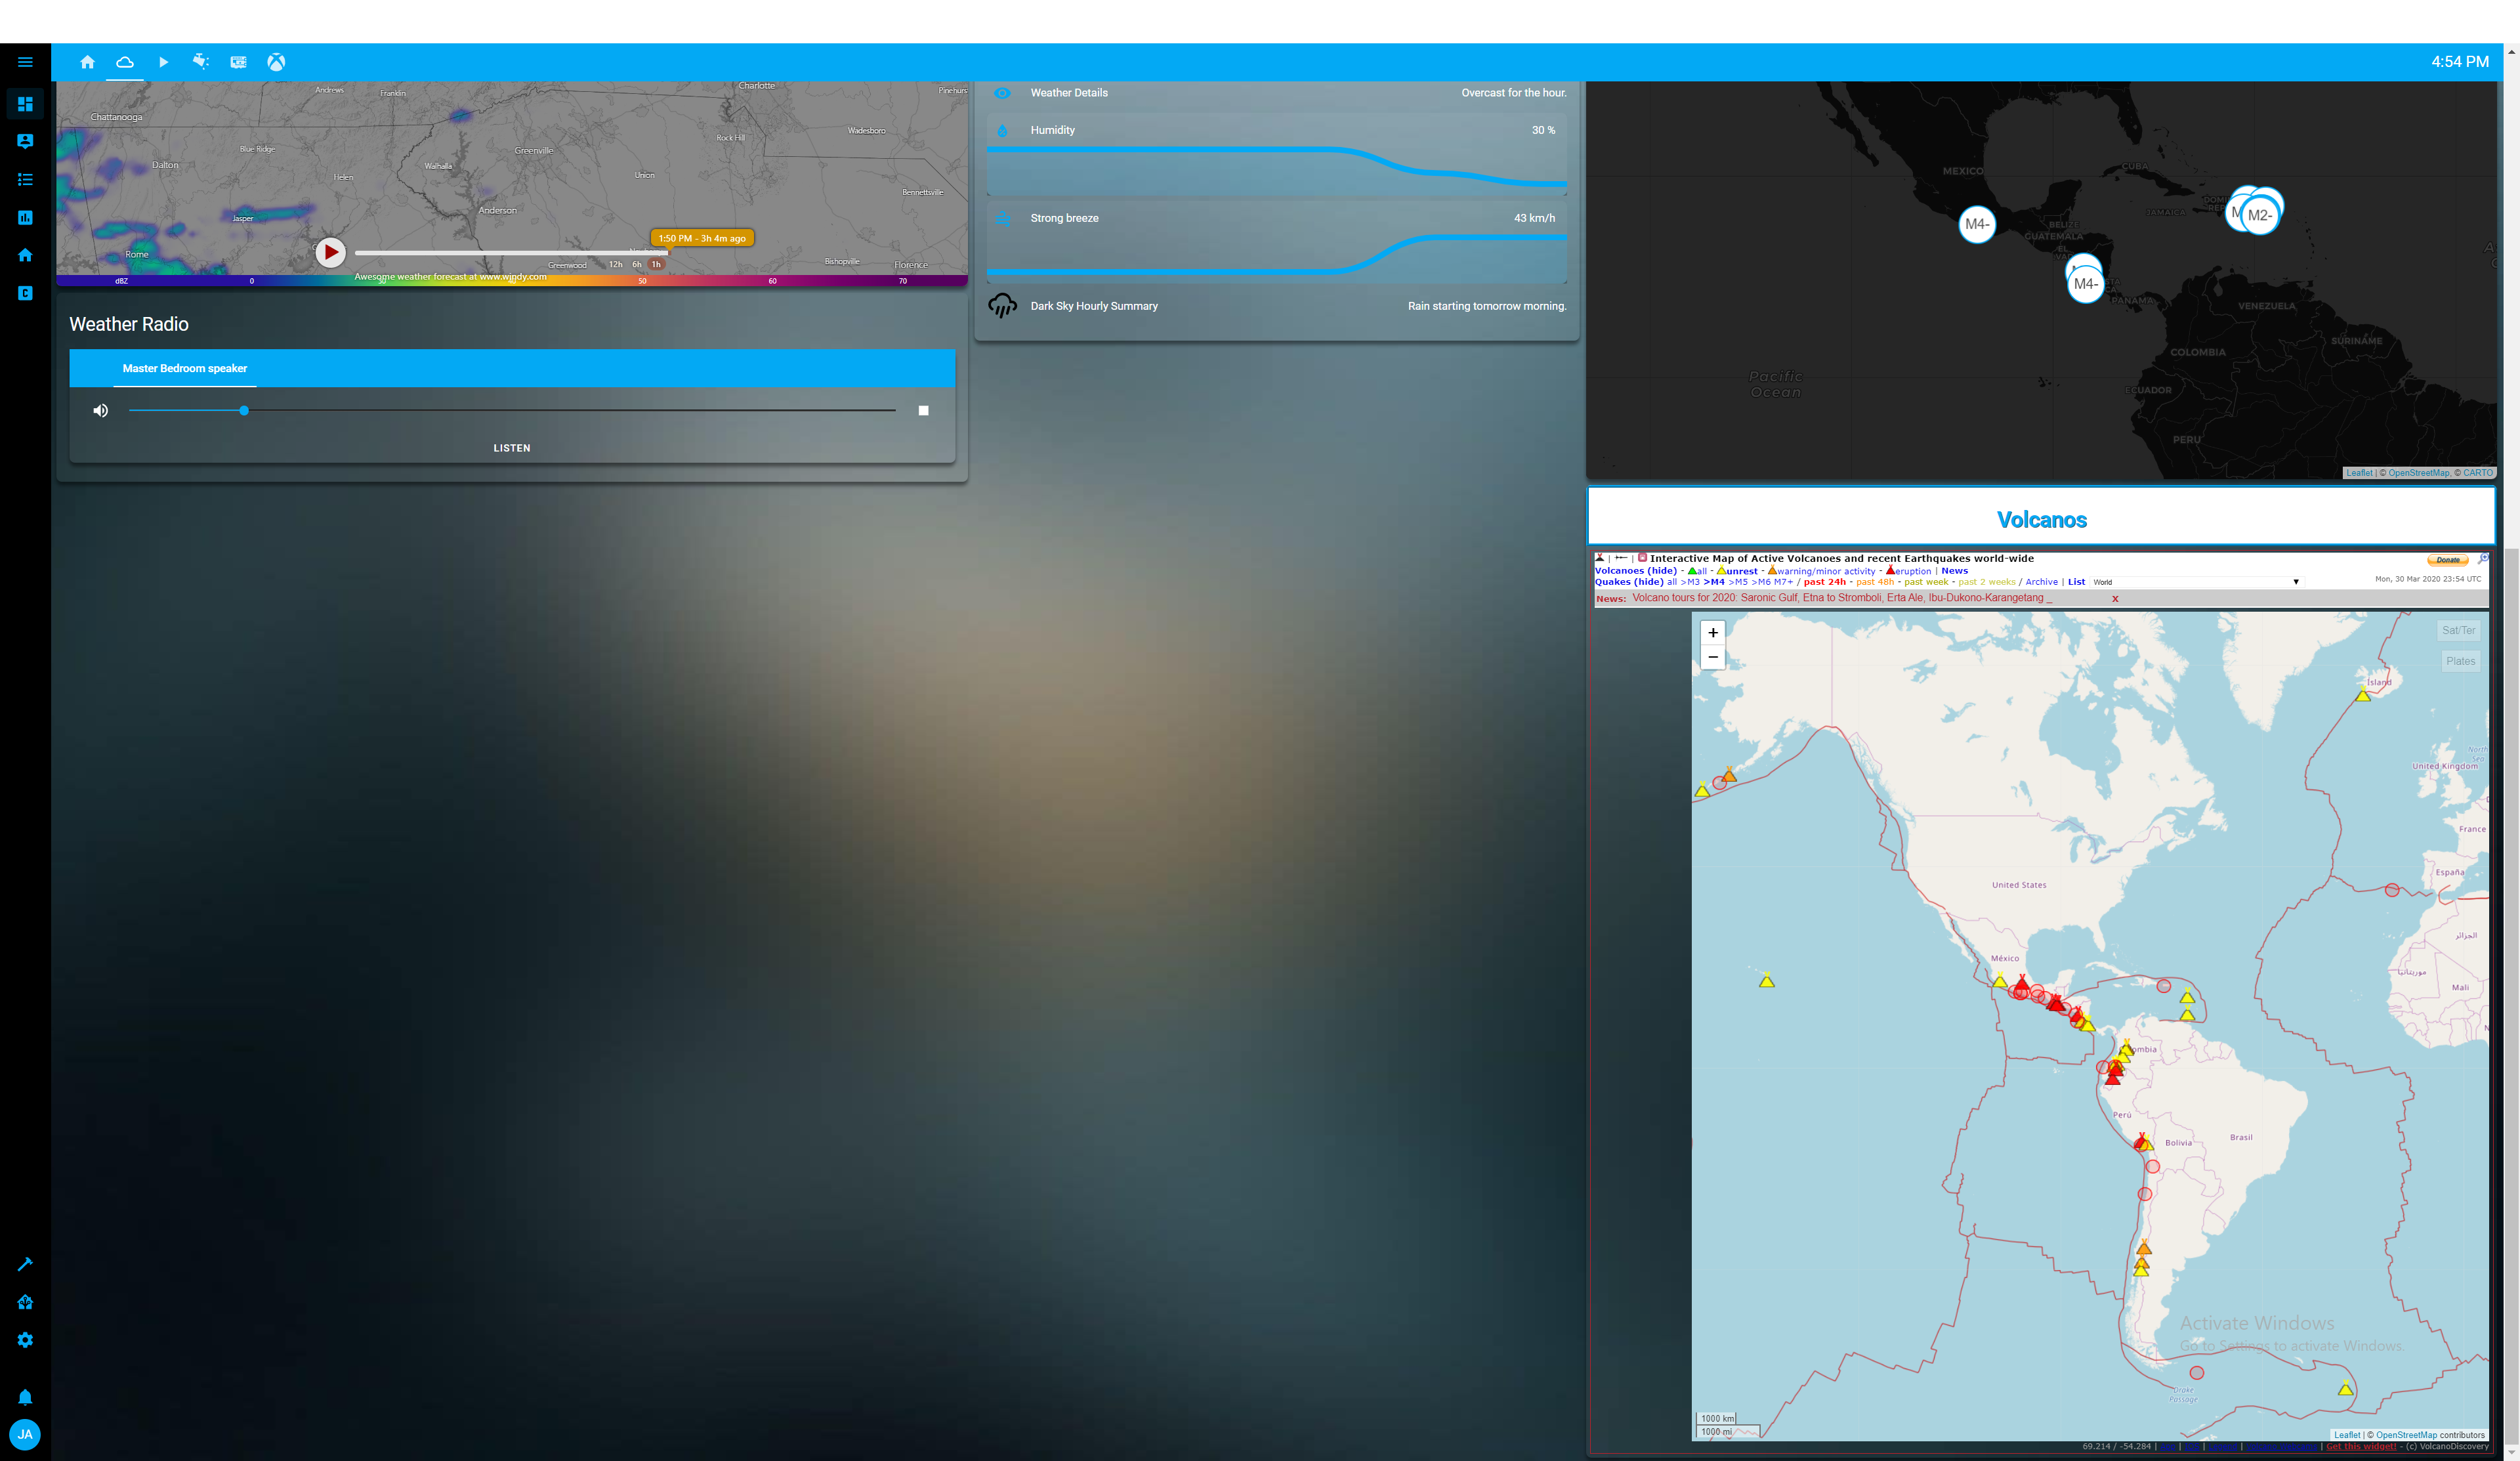 4:54 PM
Andrews
Franklin
Charlotte
Pinehurs
Chattanooga
Rock Hill
Wadesboro
Blue Ridge
Greenville
Dalton
Walhalla
Helen
Union
Bennettsville
Jasper
Anderson
1:50 PM - 3h 4m ago
Rome
Greenwood
12h 6h 1h
Bishopville
Florence
Awesome weather forecast at www.windy.com
dBZ 0 50 60 70
Weather Radio
Master Bedroom speaker
LISTEN
Weather Details
Overcast for the hour.
Humidity
30 %
Strong breeze
43 km/h
Dark Sky Hourly Summary
Rain starting tomorrow morning.
MEXICO
CUBA
JAMAICA
BELIZE
GUATEMALA
M4-
M2-
M4-
PANAMA
VENEZUELA
SURINAME
COLOMBIA
ECUADOR
Pacific
Ocean
PERU
Leaflet | © OpenStreetMap, © CARTO
Volcanos
Interactive Map of Active Volcanoes and recent Earthquakes world-wide
Donate
Volcanoes (hide) - all - unrest - warning/minor activity - eruption | News
Quakes (hide) all >M3 >M4 >M5 >M6 M7+ / past 24h - past 48h - past week - past 2 weeks / Archive | List World
Mon, 30 Mar 2020 23:54 UTC
News: Volcano tours for 2020: Saronic Gulf, Etna to Stromboli, Erta Ale, Ibu-Dukono-Karangetang _ x
+
−
Sat/Ter
Plates
Ísland
North
Sea
United Kingdom
France
España
United States
الجزائر
México
موريتانيا
Mali
ombia
Perú
Bolivia
Brasil
Activate Windows
Go to Settings to activate Windows.
Drake
Passage
1000 km
1000 mi
Leaflet | © OpenStreetMap contributors
69.214 / -54.284 | Get this widget! - (c) VolcanoDiscovery
JA